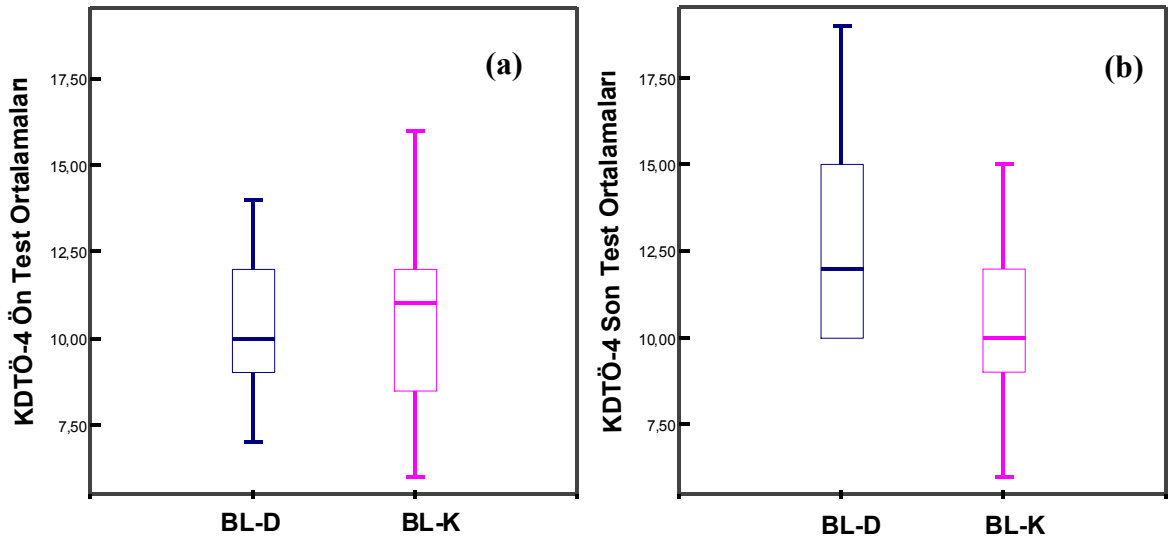 KDTÖ-4 Ön Test Ortalamaları
17,50
15,00
12,50
10,00
7,50
(a)
BL-D
BL-K
KDTÖ-4 Son Test Ortalamaları
17,50
15,00
12,50
10,00
7,50
(b)
BL-D
BL-K